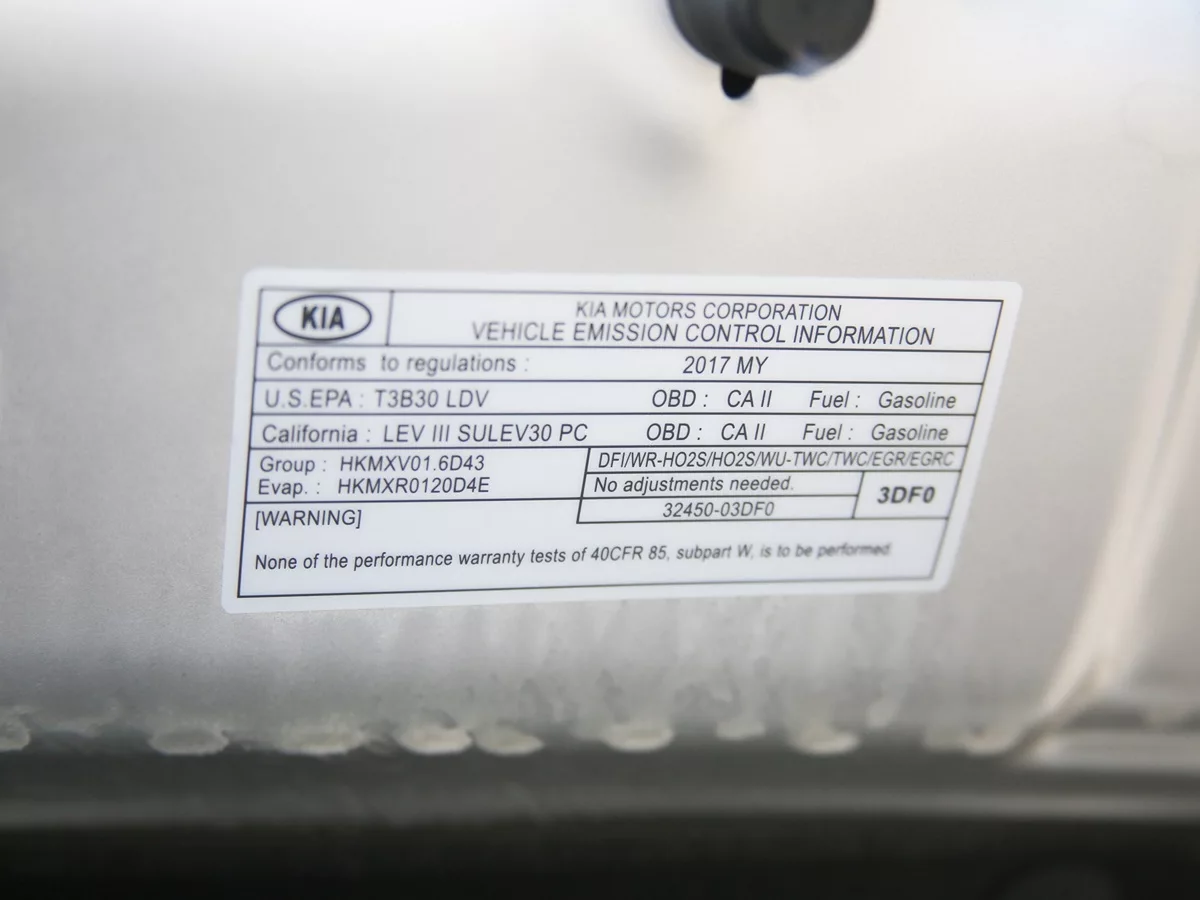 KIA
KIA MOTORS CORPORATION
VEHICLE EMISSION CONTROL INFORMATION
Conforms to regulations : 2017 MY
U.S.EPA : T3B30 LDV OBD : CA II Fuel : Gasoline
California : LEV III SULEV30 PC OBD : CA II Fuel : Gasoline
Group : HKMXV01.6D43
Evap. : HKMXR0120D4E
DFI/WR-HO2S/HO2S/WU-TWC/TWC/EGR/EGRC
No adjustments needed.
32450-03DF0
3DF0
[WARNING]
None of the performance warranty tests of 40CFR 85, subpart W, is to be performed.